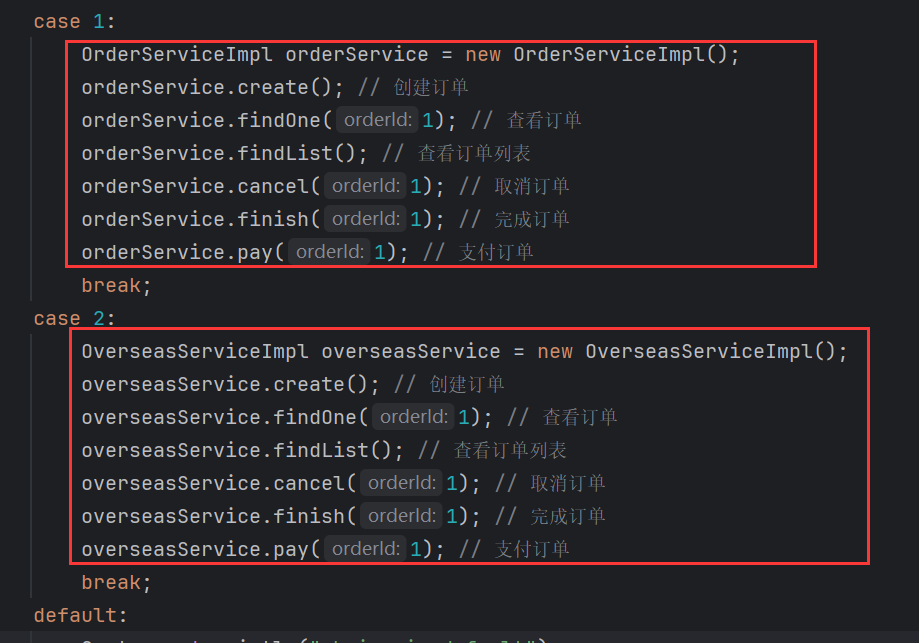 case 1:
OrderServiceImpl orderService = new OrderServiceImpl();
orderService.create(); // 创建订单
orderService.findOne( orderId: 1); // 查看订单
orderService.findList(); // 查看订单列表
orderService.cancel( orderId: 1); // 取消订单
orderService.finish( orderId: 1); // 完成订单
orderService.pay( orderId: 1); // 支付订单
break;
case 2:
OverseasServiceImpl overseasService = new OverseasServiceImpl();
overseasService.create(); // 创建订单
overseasService.findOne( orderId: 1); // 查看订单
overseasService.findList(); // 查看订单列表
overseasService.cancel( orderId: 1); // 取消订单
overseasService.finish( orderId: 1); // 完成订单
overseasService.pay( orderId: 1); // 支付订单
break;
default: